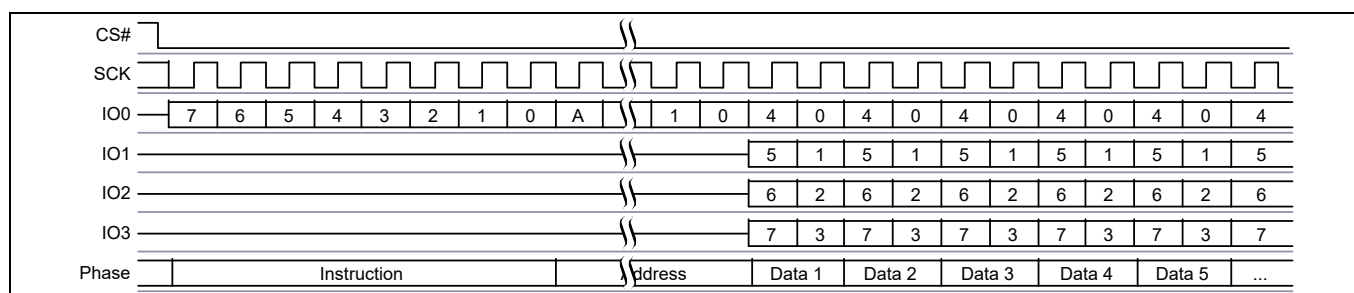 CS#
SCK
IO0 7 6 5 4 3 2 1 0 A 1 0 4 0 4 0 4 0 4 0 4 0 4
IO1 5 1 5 1 5 1 5 1 5 1 5
IO2 6 2 6 2 6 2 6 2 6 2 6
IO3 7 3 7 3 7 3 7 3 7 3 7
Phase Instruction Address Data 1 Data 2 Data 3 Data 4 Data 5 ...